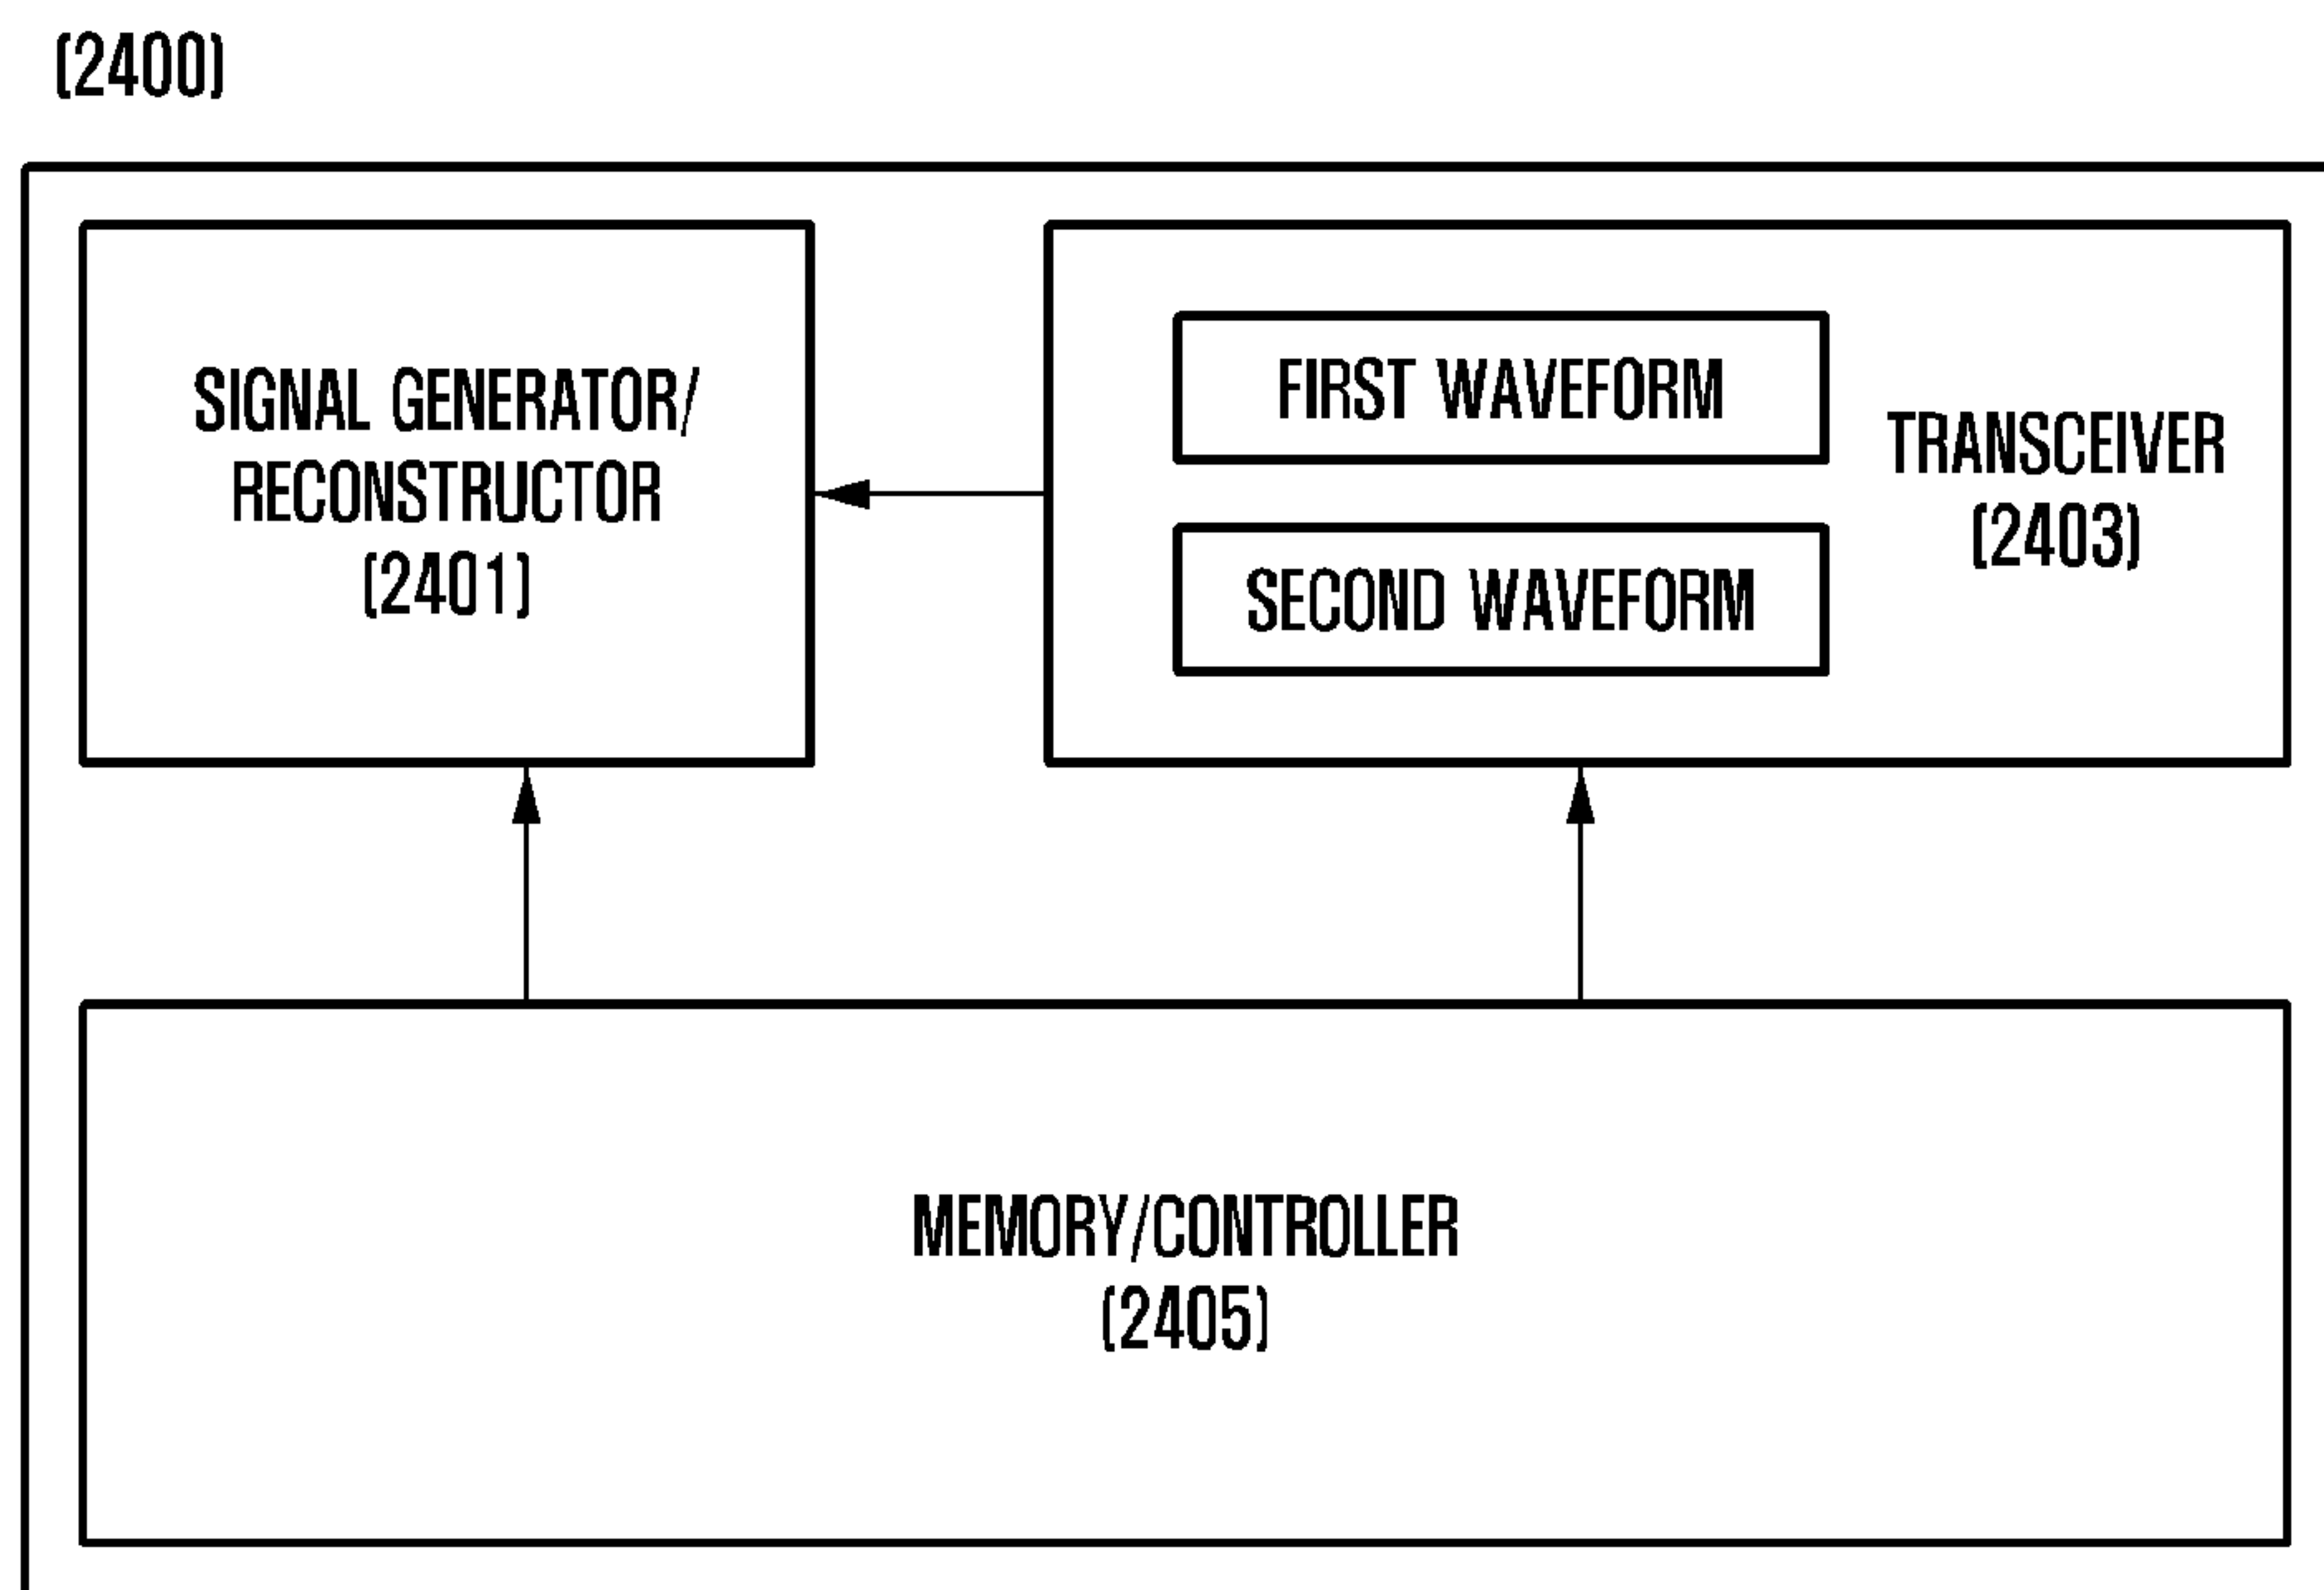 (2400)
SIGNAL GENERATOR/
RECONSTRUCTOR
(2401)
FIRST WAVEFORM
SECOND WAVEFORM
TRANSCEIVER
(2403)
MEMORY/CONTROLLER
(2405)